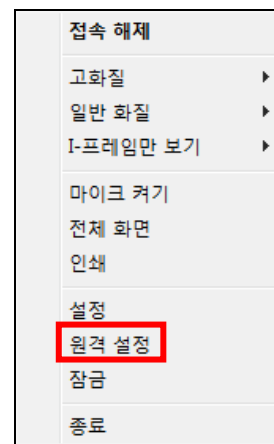 접속 해제
고화질
일반 화질
I-프레임만 보기
마이크 켜기
전체 화면
인쇄
설정
원격 설정
잠금
종료